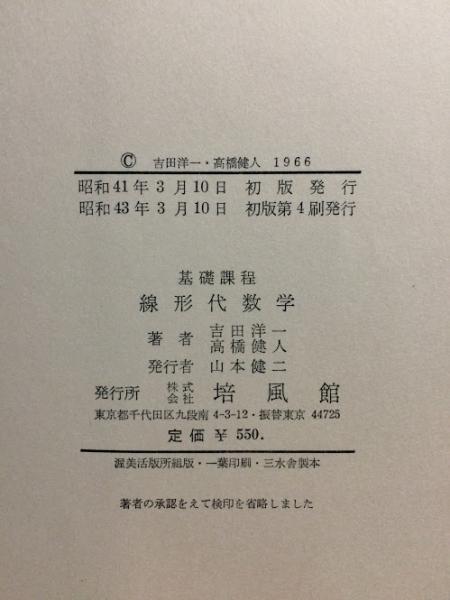 © 吉田洋一・高橋健人 1966
昭和41年3月10日 初版発行
昭和43年3月10日 初版第4刷発行
基礎課程
線形代数学
著者 吉田洋一
高橋健人
発行者 山本健二
発行所 株式会社 培風館
東京都千代田区九段南 4-3-12・振替東京 44725
定価 ¥ 550.
渥美活版所組版・一葉印刷・三水舎製本
著者の承認をえて検印を省略しました